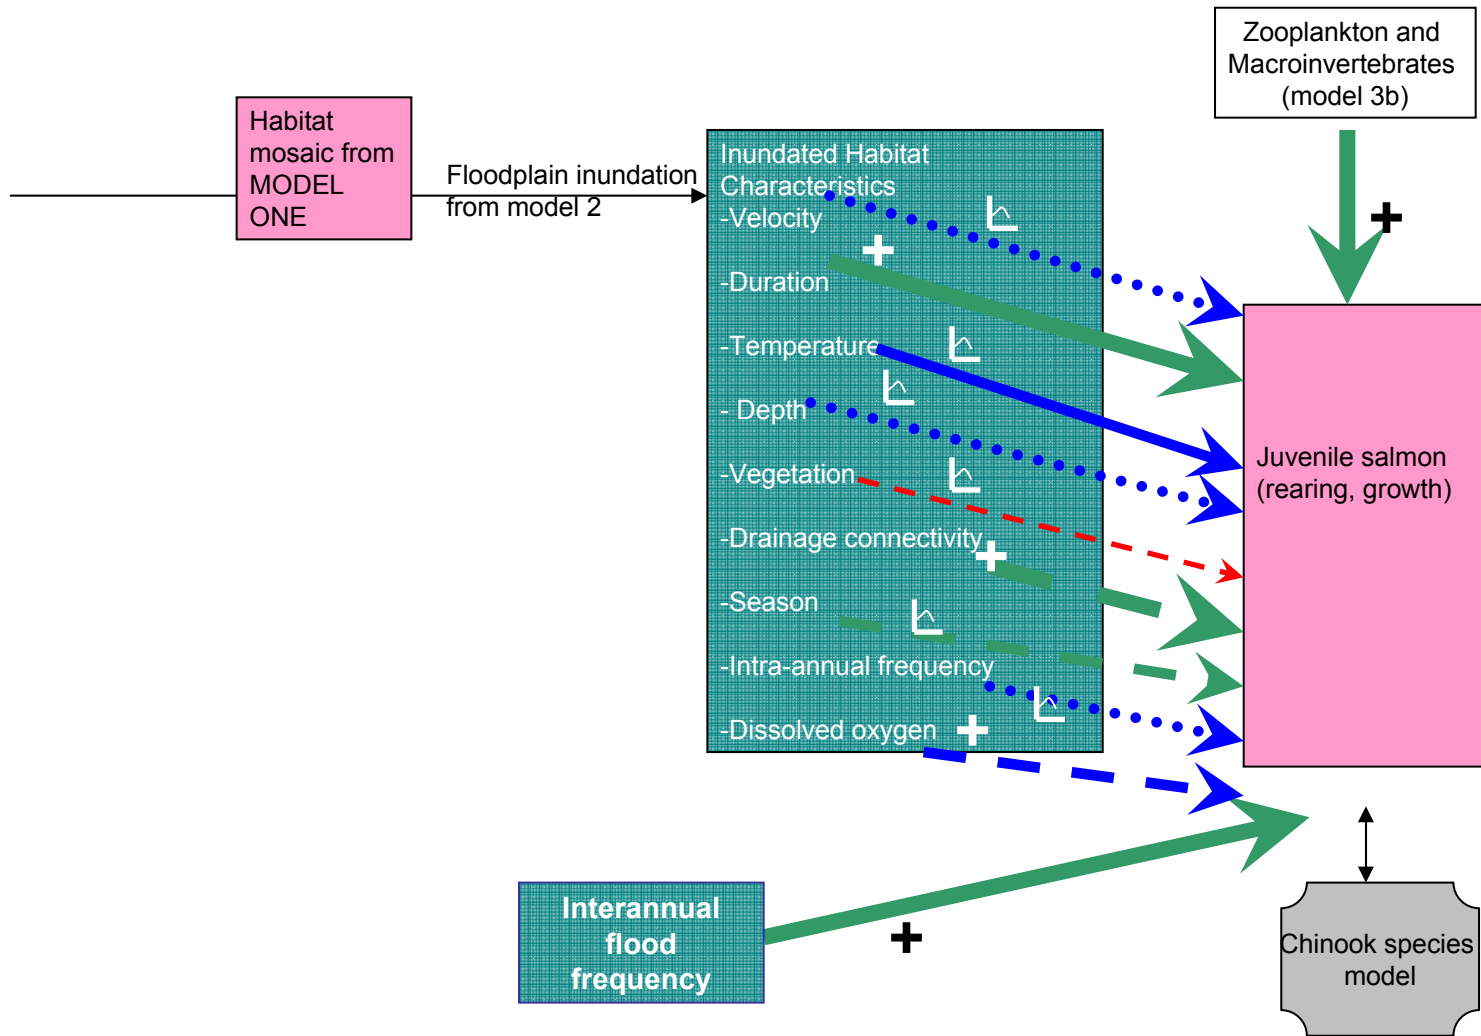 Zooplankton and
Macroinvertebrates
(model 3b)
Habitat
mosaic from
MODEL
ONE
Floodplain inundation
from model 2
Inundated Habitat
Characteristics
-Velocity
-Duration
-Temperature
- Depth
-Vegetation
-Drainage connectivity
-Season
-Intra-annual frequency
-Dissolved oxygen
Juvenile salmon
(rearing, growth)
Interannual
flood
frequency
Chinook species
model